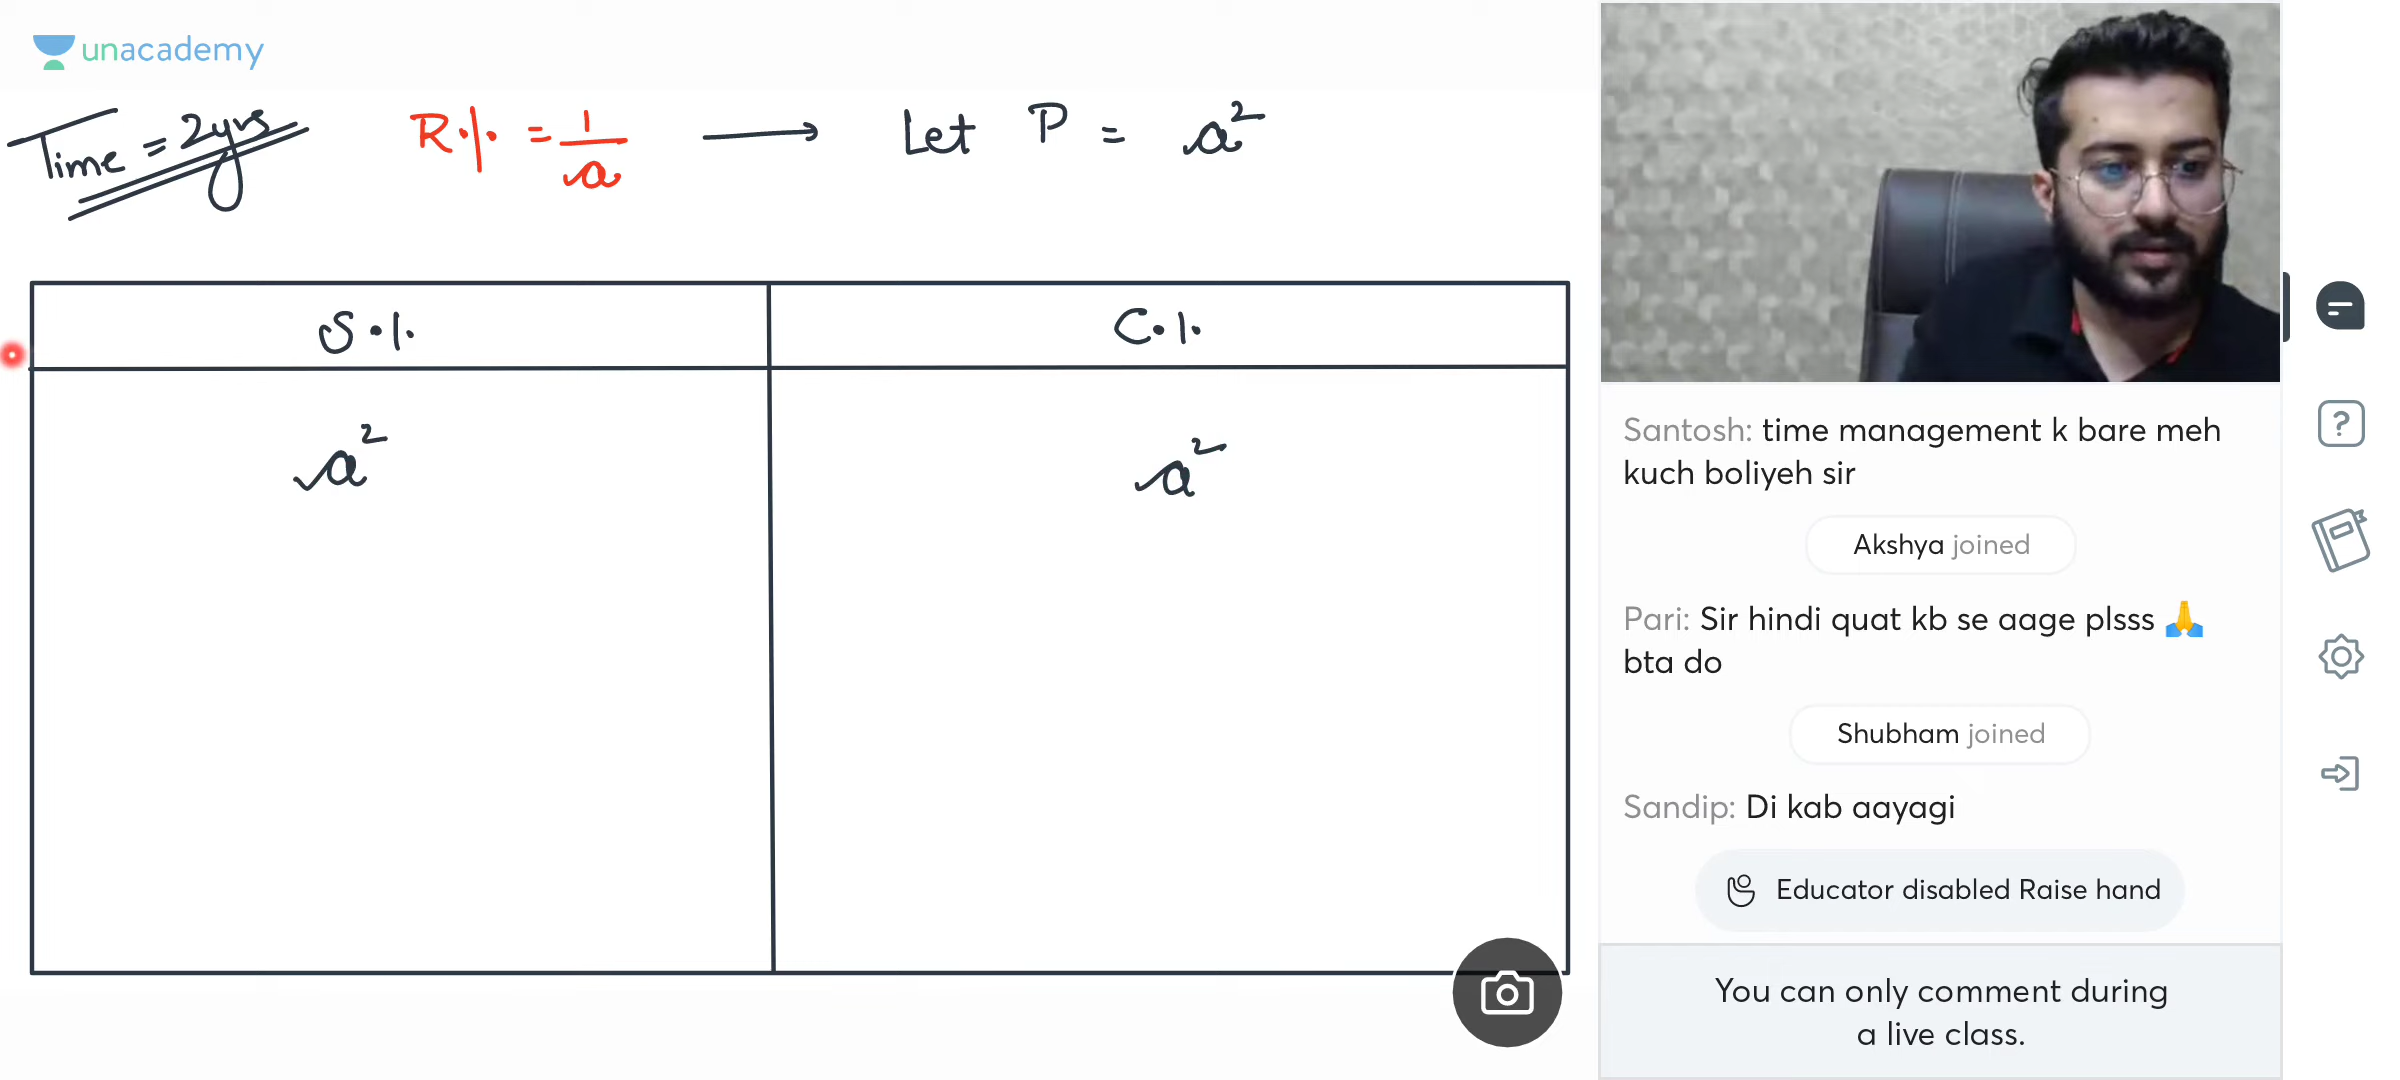 unacademy
Time = 2yrs R% = 1/a ⟶ Let P = a²
S.I. C.I.
a² a²
Santosh: time management k bare meh
kuch boliyeh sir
Akshya joined
Pari: Sir hindi quat kb se aage plsss 🙏
bta do
Shubham joined
Sandip: Di kab aayagi
Educator disabled Raise hand
You can only comment during
a live class.